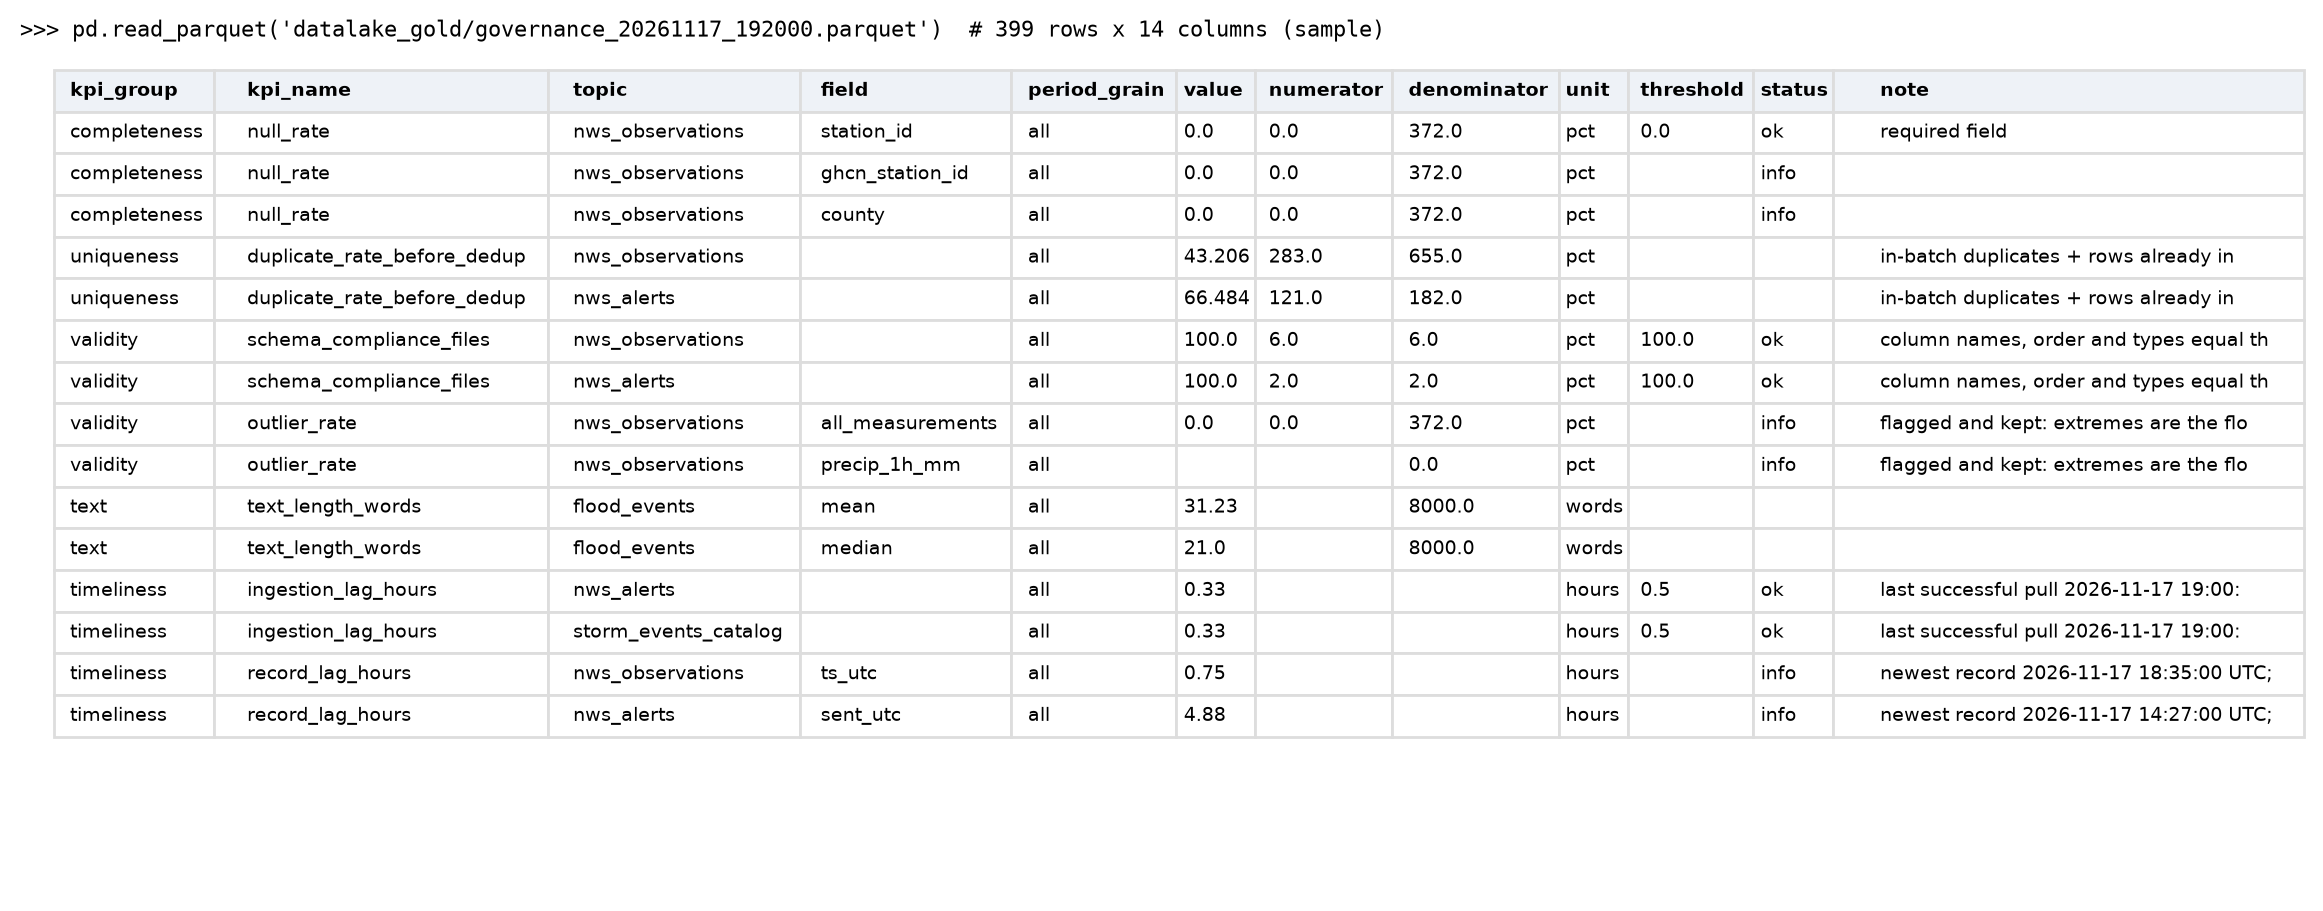 >>> pd.read_parquet('datalake_gold/governance_20261117_192000.parquet')  # 399 rows x 14 columns (sample)
kpi_group kpi_name topic field period_grain value numerator denominator unit threshold status note
completeness null_rate nws_observations station_id all 0.0 0.0 372.0 pct 0.0 ok required field
completeness null_rate nws_observations ghcn_station_id all 0.0 0.0 372.0 pct info
completeness null_rate nws_observations county all 0.0 0.0 372.0 pct info
uniqueness duplicate_rate_before_dedup nws_observations all 43.206 283.0 655.0 pct in-batch duplicates + rows already in
uniqueness duplicate_rate_before_dedup nws_alerts all 66.484 121.0 182.0 pct in-batch duplicates + rows already in
validity schema_compliance_files nws_observations all 100.0 6.0 6.0 pct 100.0 ok column names, order and types equal th
validity schema_compliance_files nws_alerts all 100.0 2.0 2.0 pct 100.0 ok column names, order and types equal th
validity outlier_rate nws_observations all_measurements all 0.0 0.0 372.0 pct info flagged and kept: extremes are the flo
validity outlier_rate nws_observations precip_1h_mm all 0.0 pct info flagged and kept: extremes are the flo
text text_length_words flood_events mean all 31.23 8000.0 words
text text_length_words flood_events median all 21.0 8000.0 words
timeliness ingestion_lag_hours nws_alerts all 0.33 hours 0.5 ok last successful pull 2026-11-17 19:00:
timeliness ingestion_lag_hours storm_events_catalog all 0.33 hours 0.5 ok last successful pull 2026-11-17 19:00:
timeliness record_lag_hours nws_observations ts_utc all 0.75 hours info newest record 2026-11-17 18:35:00 UTC;
timeliness record_lag_hours nws_alerts sent_utc all 4.88 hours info newest record 2026-11-17 14:27:00 UTC;